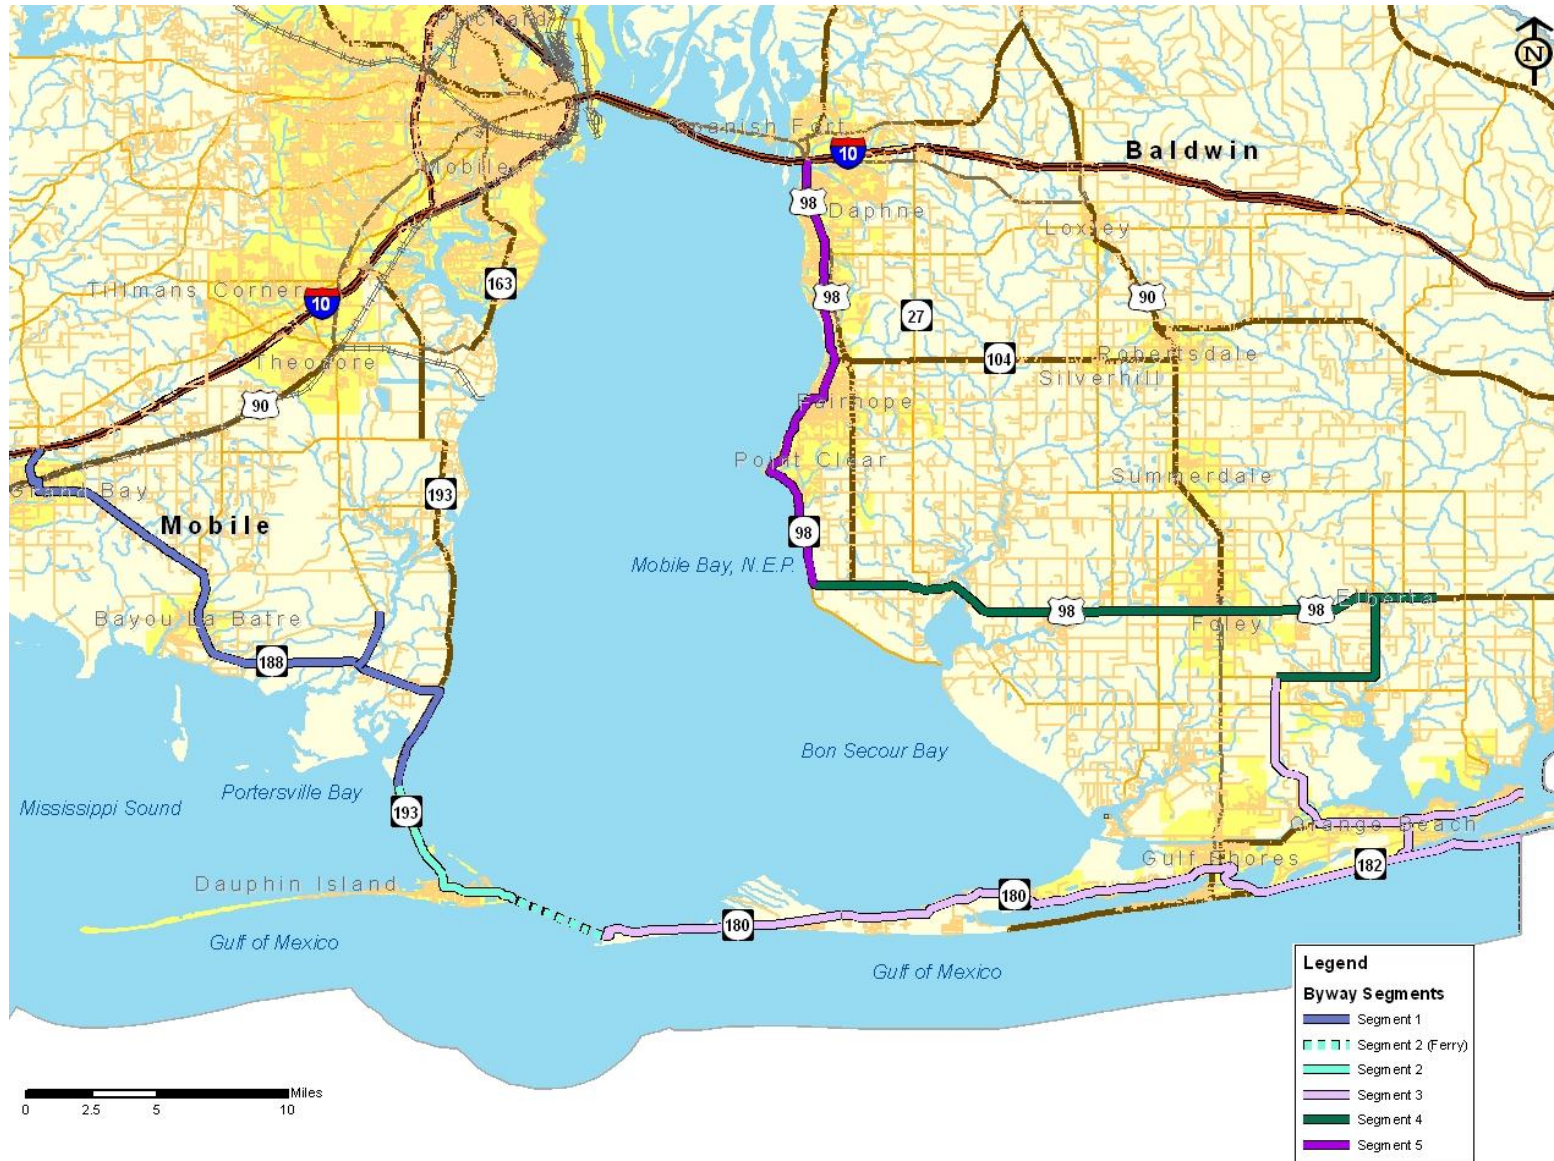 Prichard
N
Spanish Fort
10
Baldwin
Mobile
98
Daphne
Loxley
163
Tillmans Corner
10
98
90
27
104
Robertsdale
Silverhill
Theodore
90
Fairhope
Point Clear
Summerdale
Grand Bay
193
Mobile
98
Mobile Bay, N.E.P.
Elberta
98
98
Foley
Bayou La Batre
188
Bon Secour Bay
Portersville Bay
Mississippi Sound
193
Orange Beach
Gulf Shores
182
Dauphin Island
180
180
Gulf of Mexico
Gulf of Mexico
Legend
Byway Segments
Segment 1
Segment 2 (Ferry)
Segment 2
Segment 3
Segment 4
Segment 5
Miles
0 2.5 5 10